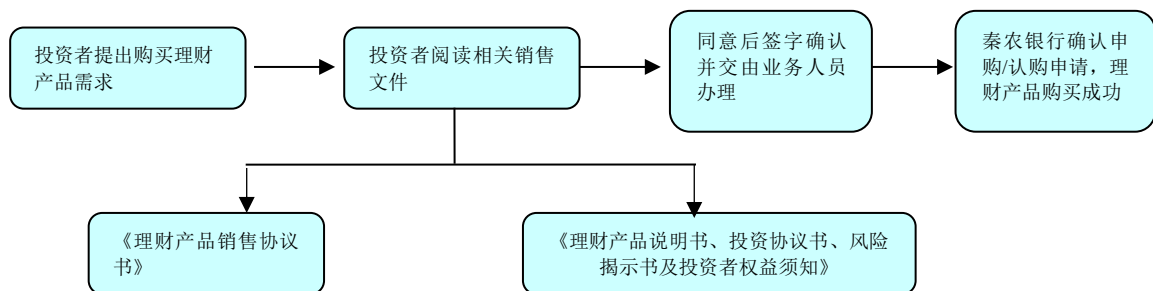 投资者提出购买理财
产品需求
投资者阅读相关销售
文件
同意后签字确认
并交由业务人员
办理
秦农银行确认申
购/认购申请，理
财产品购买成功
《理财产品销售协议
书》
《理财产品说明书、投资协议书、风险
揭示书及投资者权益须知》